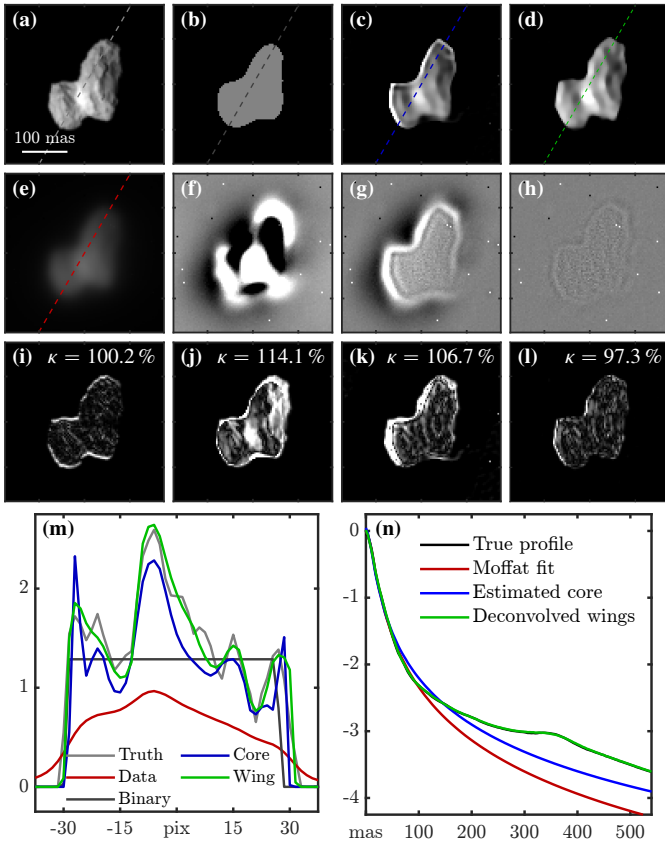 (a) (b) (c) (d)
100 mas
(e) (f) (g) (h)
(i) κ = 100.2 % (j) κ = 114.1 % (k) κ = 106.7 % (l) κ = 97.3 %
(m) (n)
True profile
Moffat fit
Estimated core
Deconvolved wings
2
1
0
Truth Core
Data Wing
Binary
0
-1
-2
-3
-4
-30 -15 pix 15 30
mas 100 200 300 400 500